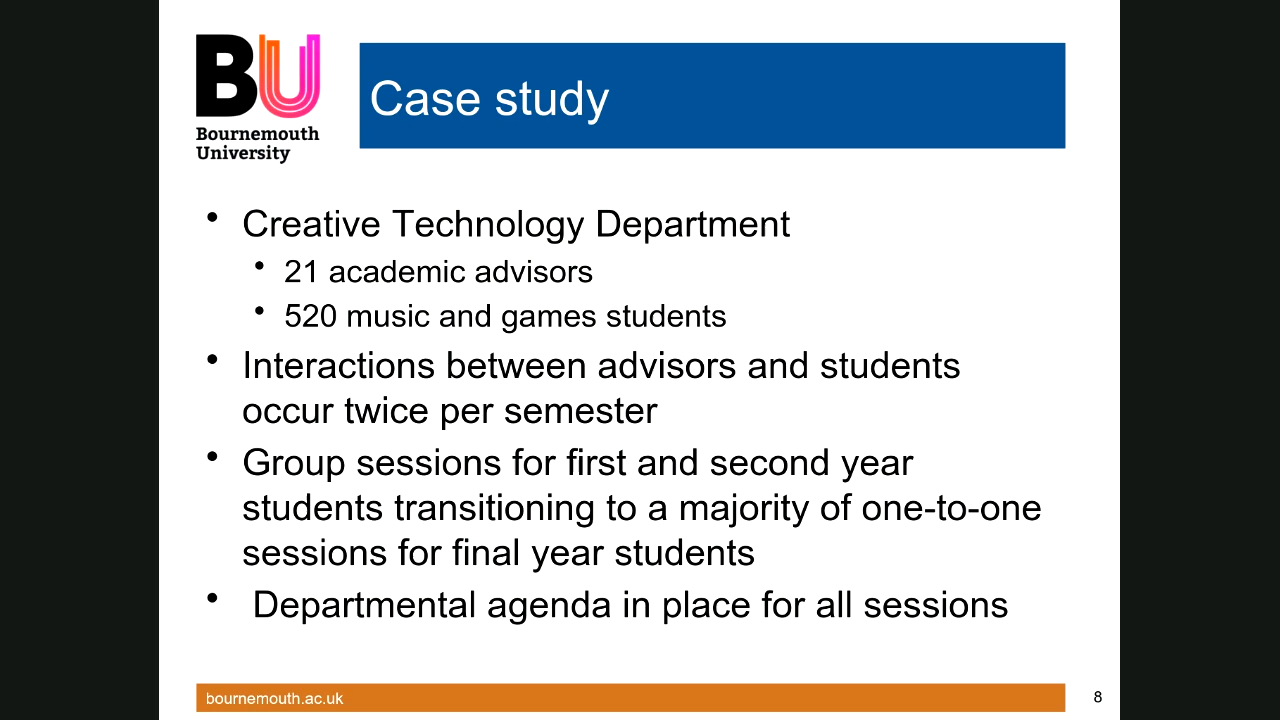 BU
Bournemouth
University
Case study
• Creative Technology Department
• 21 academic advisors
• 520 music and games students
• Interactions between advisors and students
occur twice per semester
• Group sessions for first and second year
students transitioning to a majority of one-to-one
sessions for final year students
• Departmental agenda in place for all sessions
bournemouth.ac.uk
8